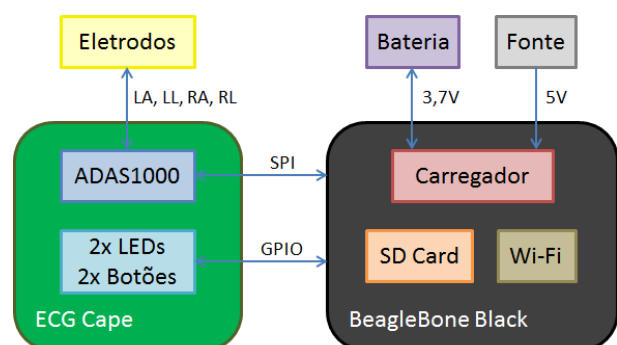 Eletrodos
Bateria
Fonte
LA, LL, RA, RL
3,7V
5V
ADAS1000
SPI
Carregador
2x LEDs
2x Botões
GPIO
SD Card
Wi-Fi
ECG Cape
BeagleBone Black